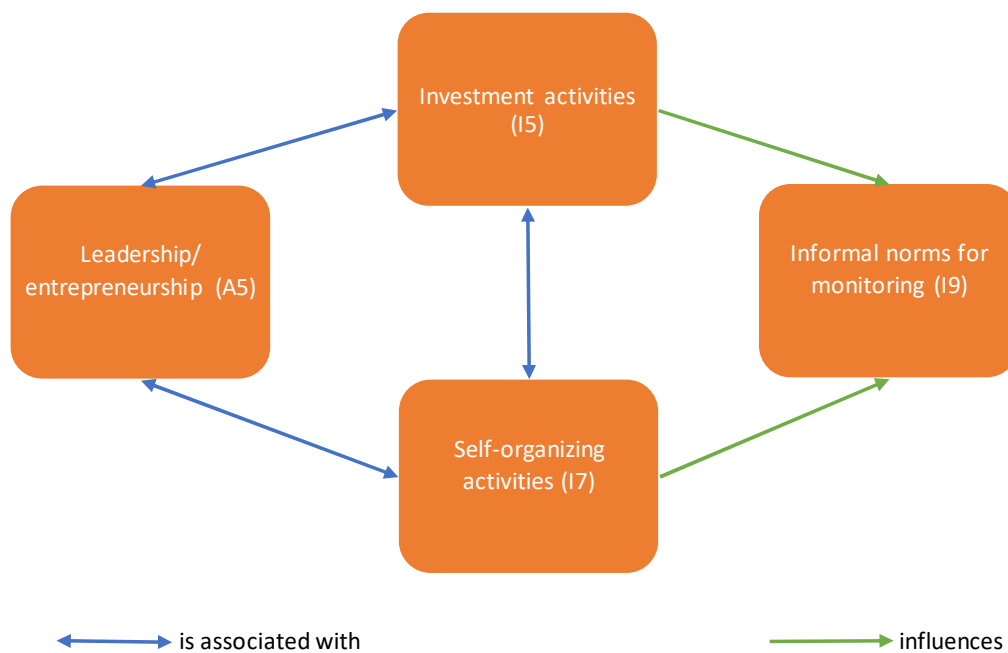 Investment activities
(I5)
Leadership/
entrepreneurship (A5)
Informal norms for
monitoring (I9)
Self-organizing
activities (I7)
is associated with
influences